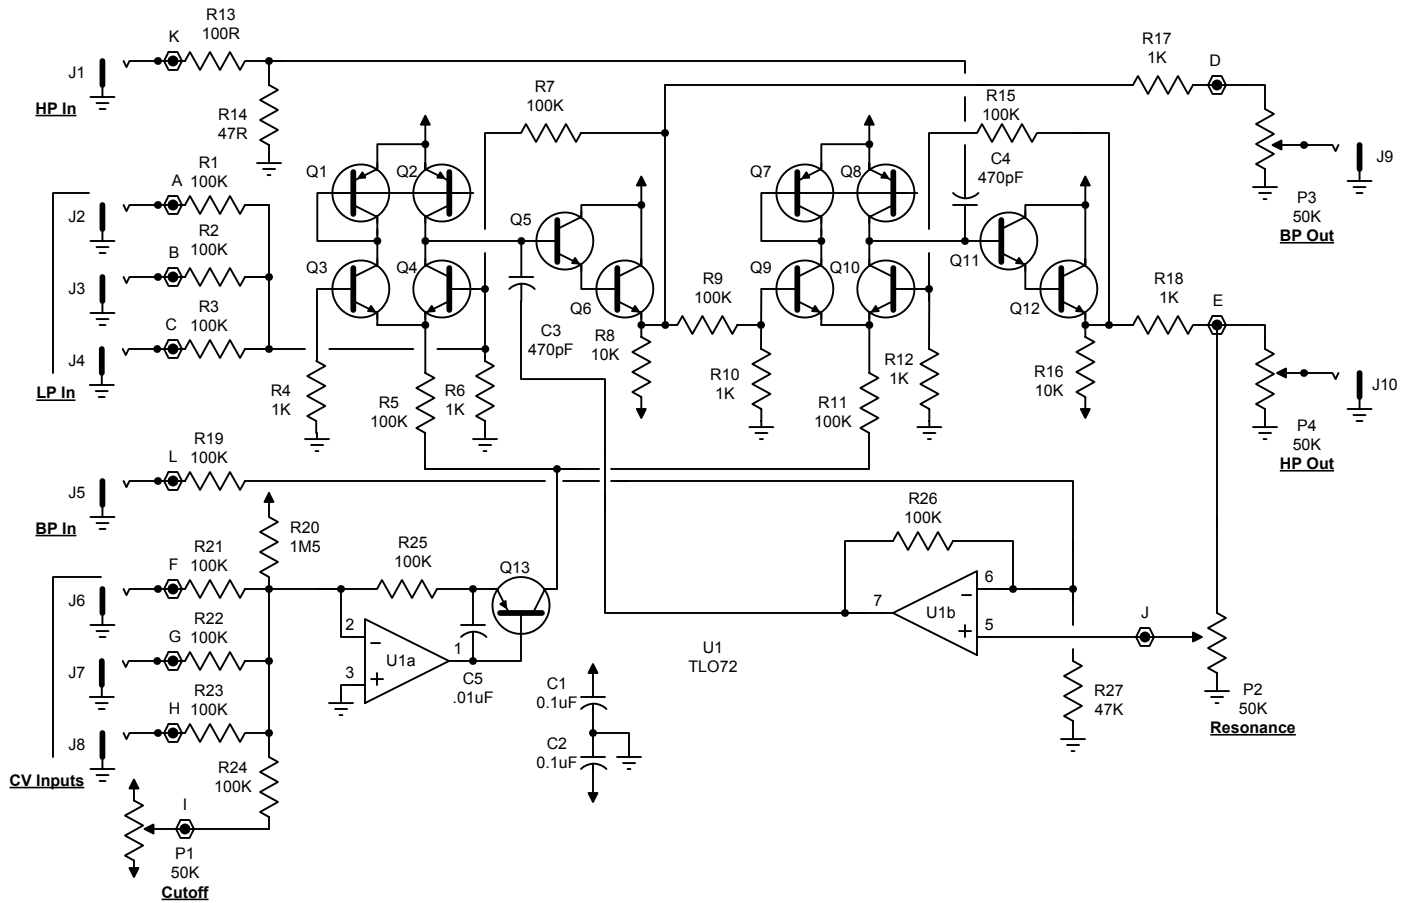 R13
100R
K
J1
HP In
R14
47R
R1
100K
A
J2
R2
100K
B
J3
R3
100K
C
J4
LP In
R7
100K
Q1
Q2
Q3
Q4
Q5
Q6
C3
470pF
R4
1K
R5
100K
R6
1K
R8
10K
R9
100K
R10
1K
Q7
Q8
Q9
Q10
R11
100K
R12
1K
R15
100K
C4
470pF
Q11
Q12
R16
10K
R17
1K
D
J9
P3
50K
BP Out
R18
1K
E
J10
P4
50K
HP Out
R19
100K
L
J5
BP In
R20
1M5
R21
100K
F
J6
R22
100K
G
J7
R23
100K
H
J8
CV Inputs
R24
100K
I
P1
50K
Cutoff
R25
100K
Q13
2
−
3
+
U1a
1
C5
.01uF
C1
0.1uF
C2
0.1uF
U1
TLO72
R26
100K
7
U1b
−
6
+
5
J
R27
47K
P2
50K
Resonance